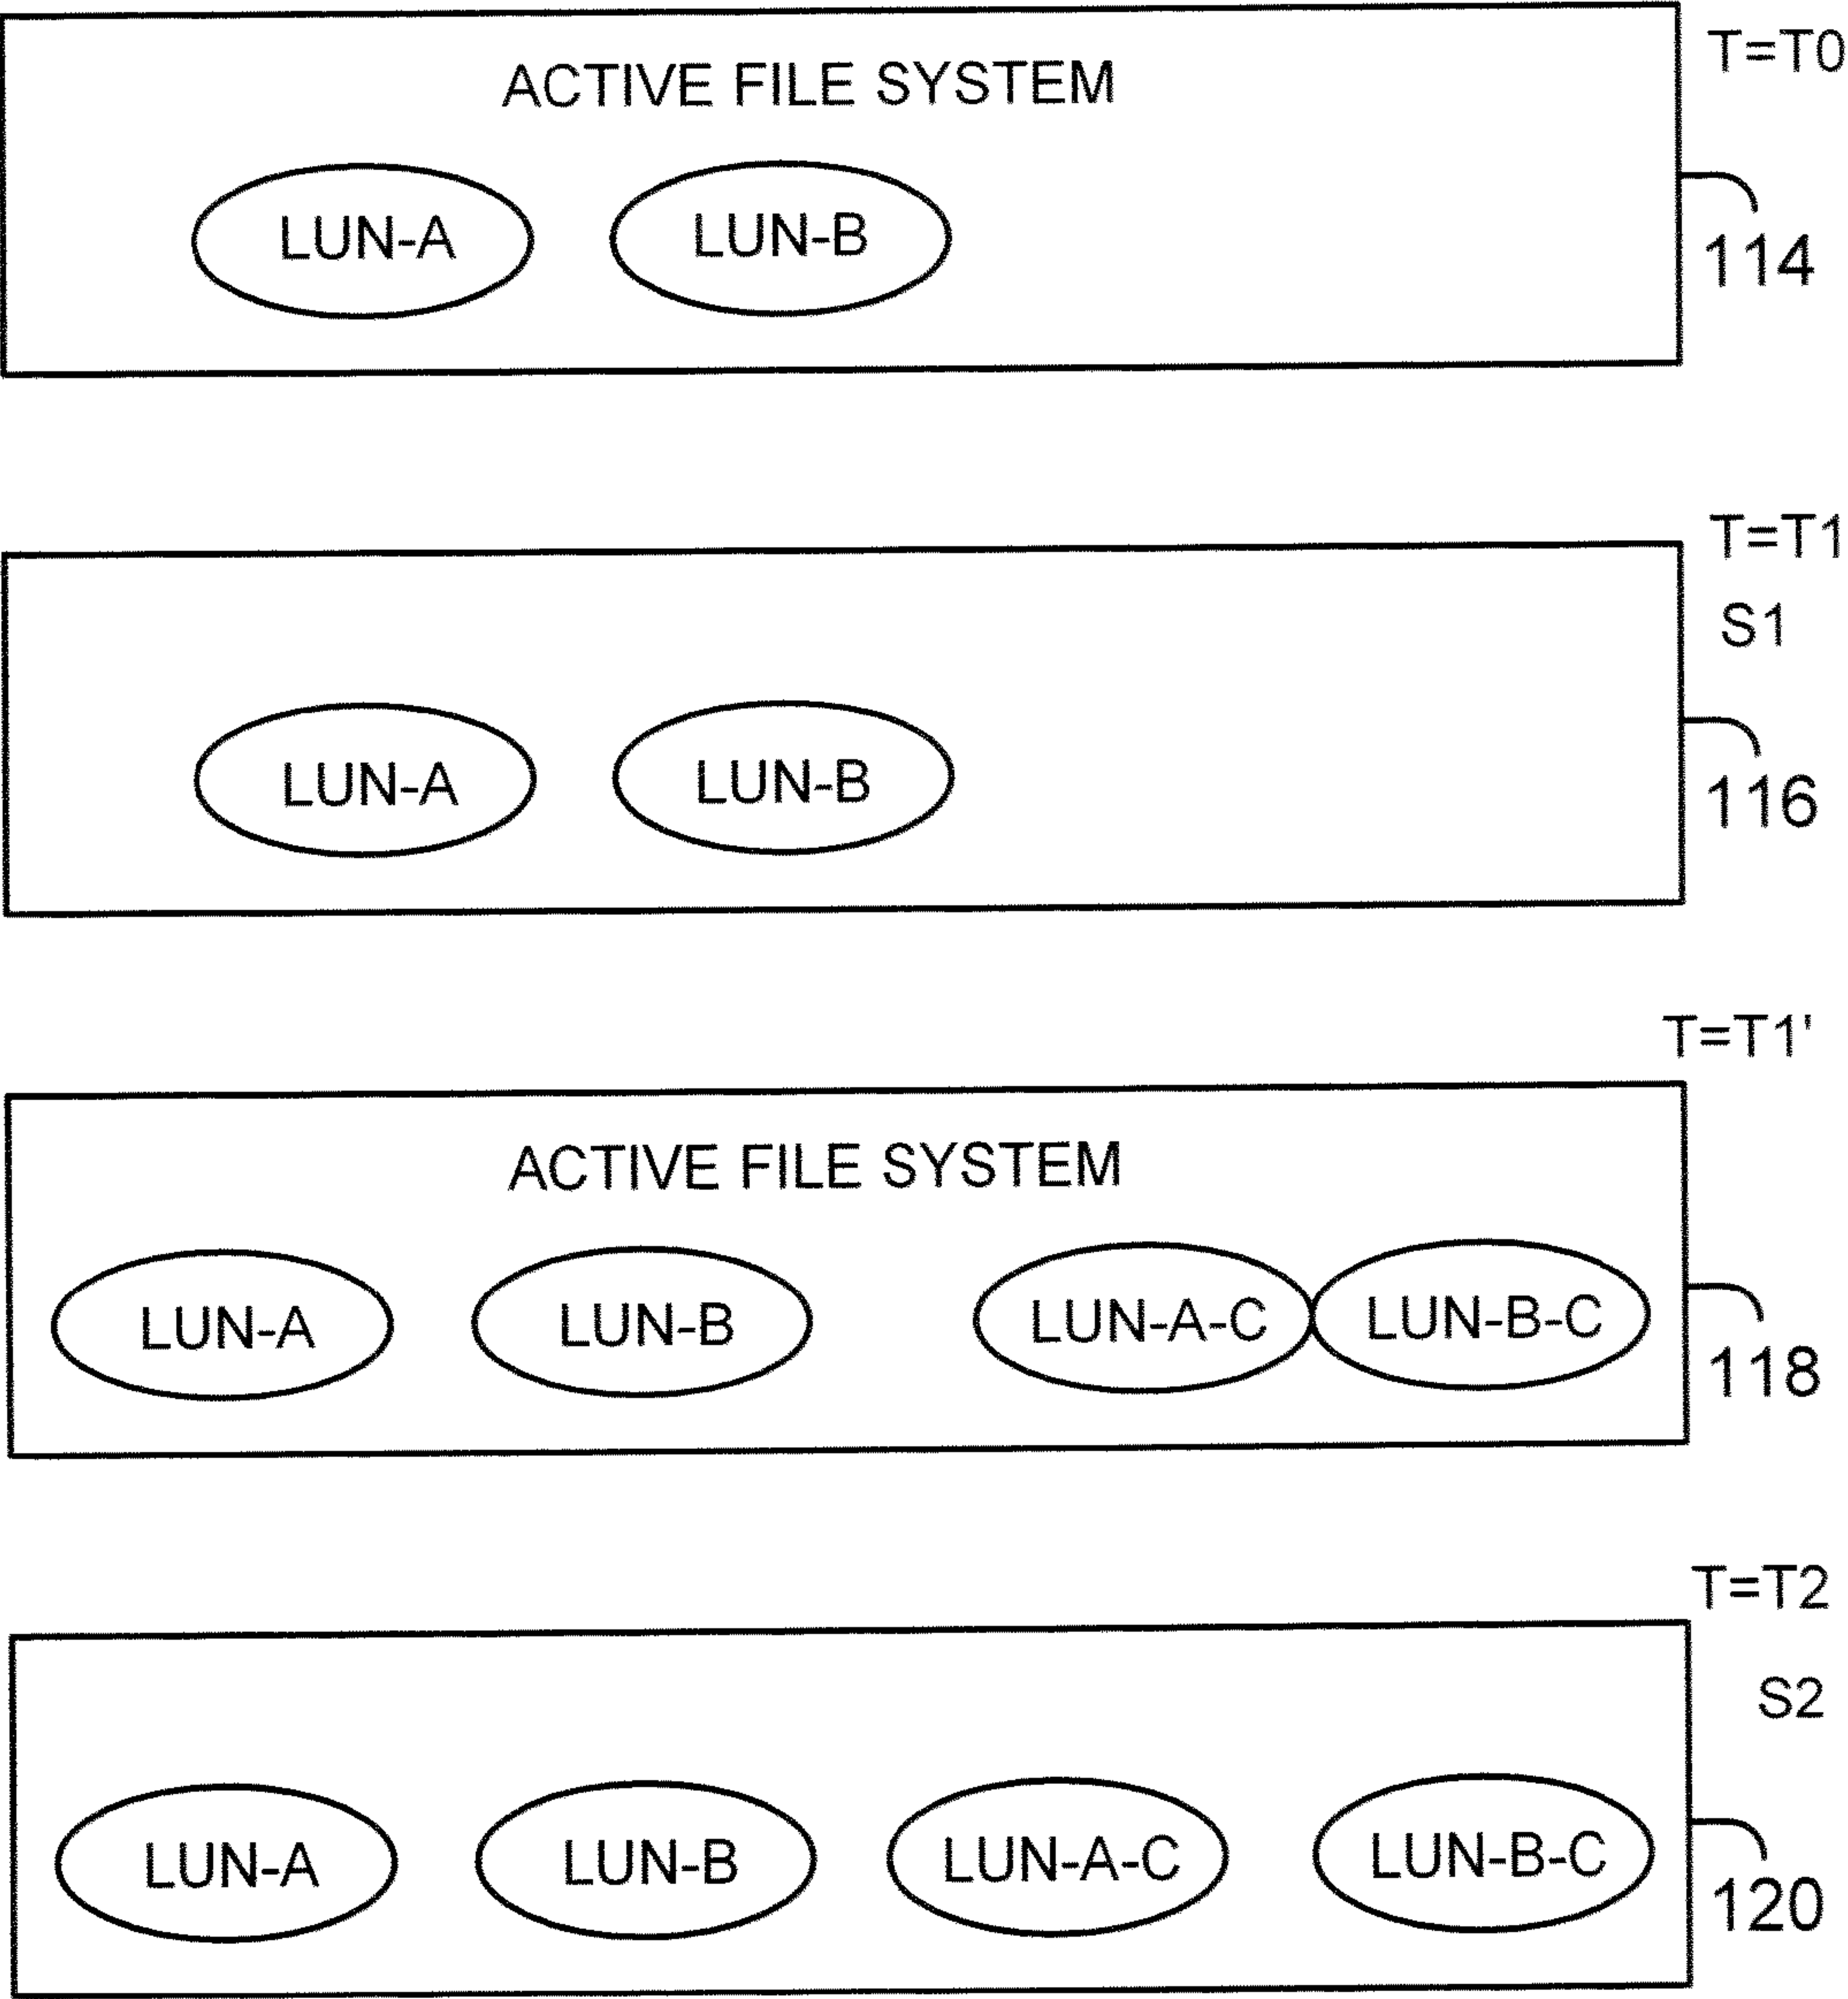 T=T0
ACTIVE FILE SYSTEM
LUN-A LUN-B
114
T=T1
S1
LUN-A LUN-B
116
T=T1'
ACTIVE FILE SYSTEM
LUN-A LUN-B LUN-A-C LUN-B-C
118
T=T2
S2
LUN-A LUN-B LUN-A-C LUN-B-C
120